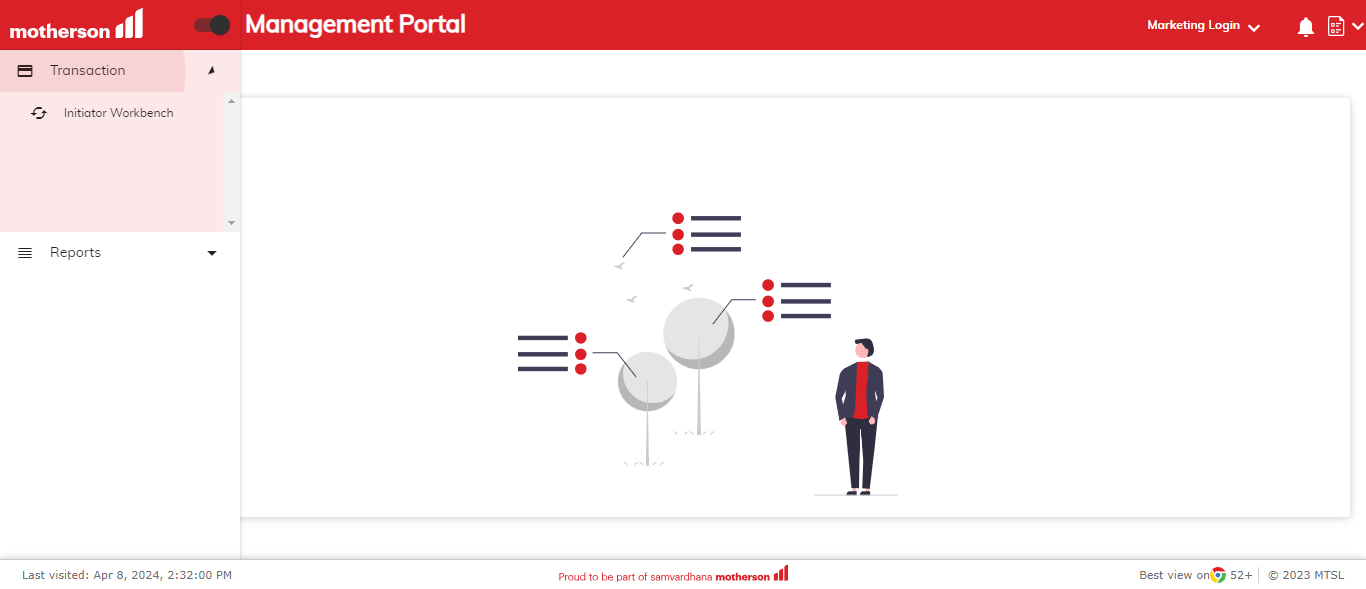 motherson
Management Portal
Marketing Login
Transaction
Initiator Workbench
Reports
Last visited: Apr 8, 2024, 2:32:00 PM
Proud to be part of samvardhana motherson
Best view on 52+
© 2023 MTSL